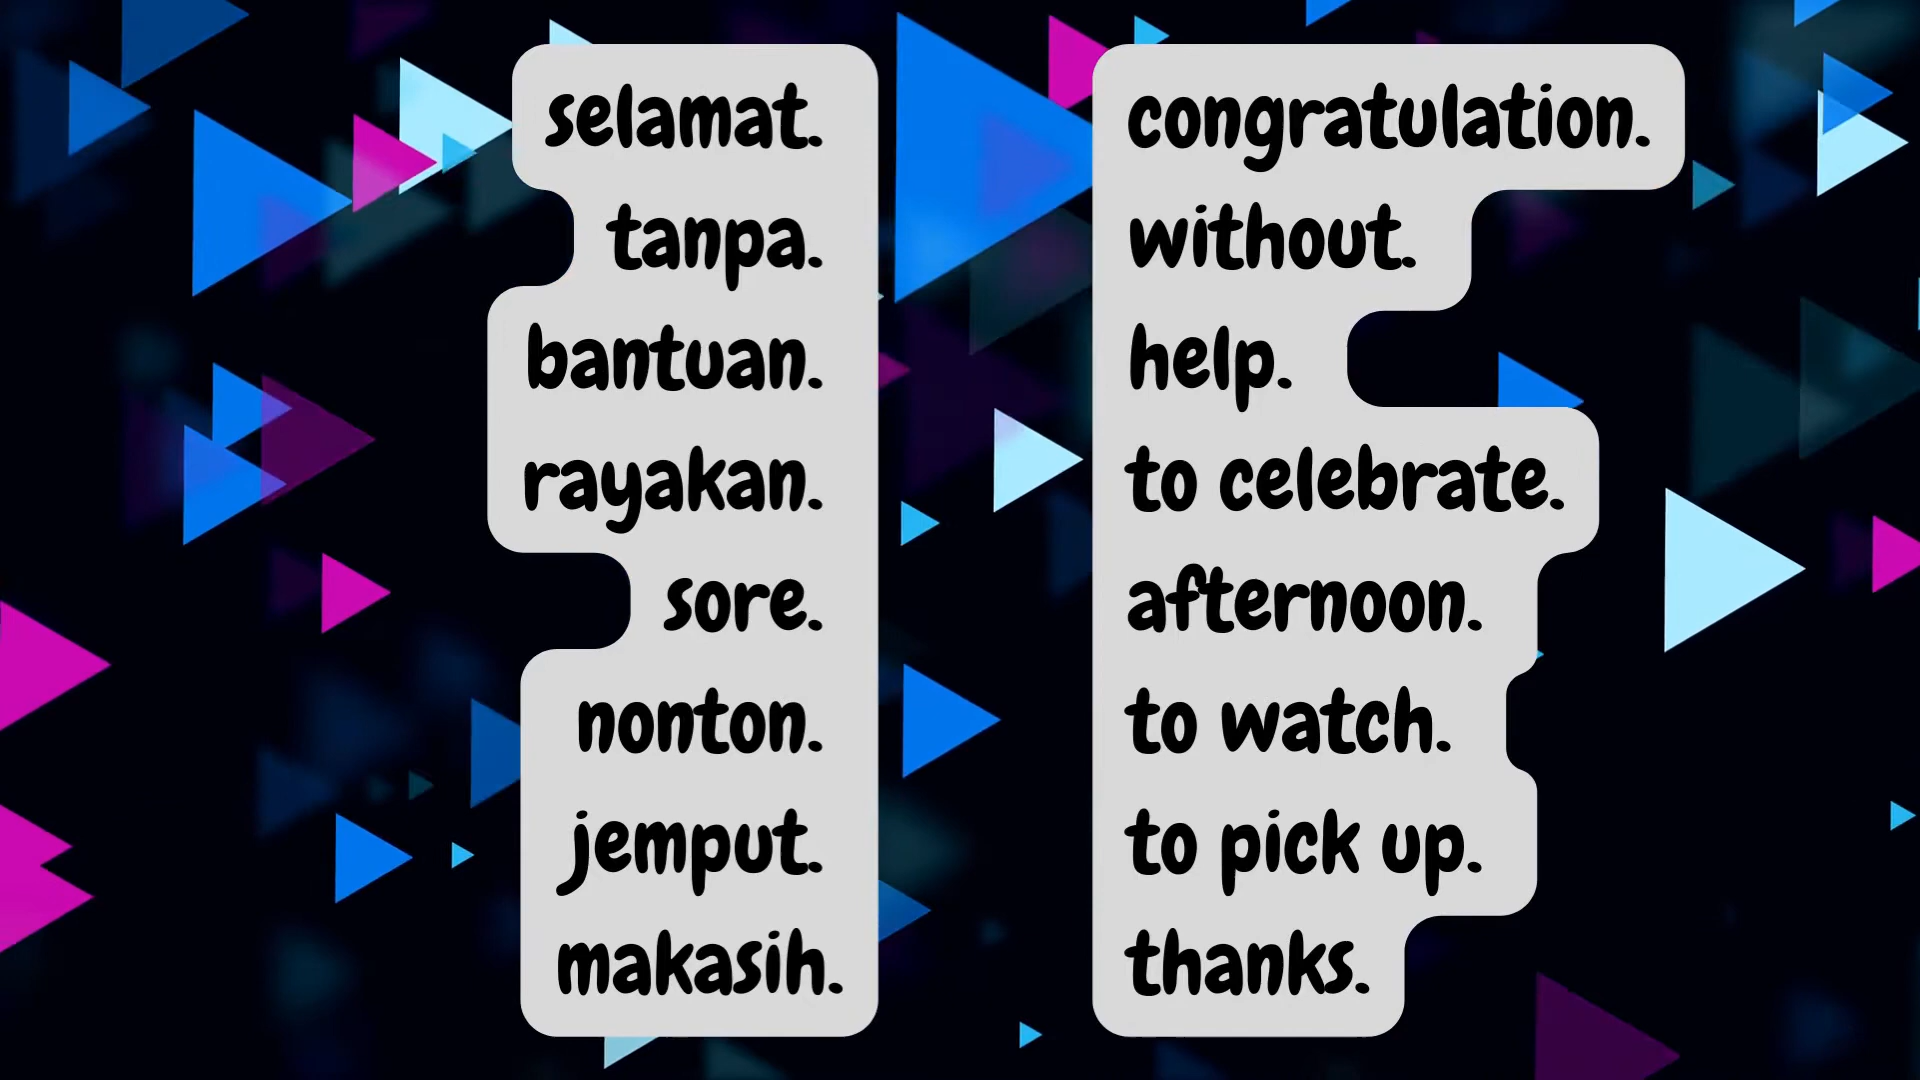 selamat.
tanpa.
bantuan.
rayakan.
sore.
nonton.
jemput.
makasih.
congratulation.
without.
help.
to celebrate.
afternoon.
to watch.
to pick up.
thanks.